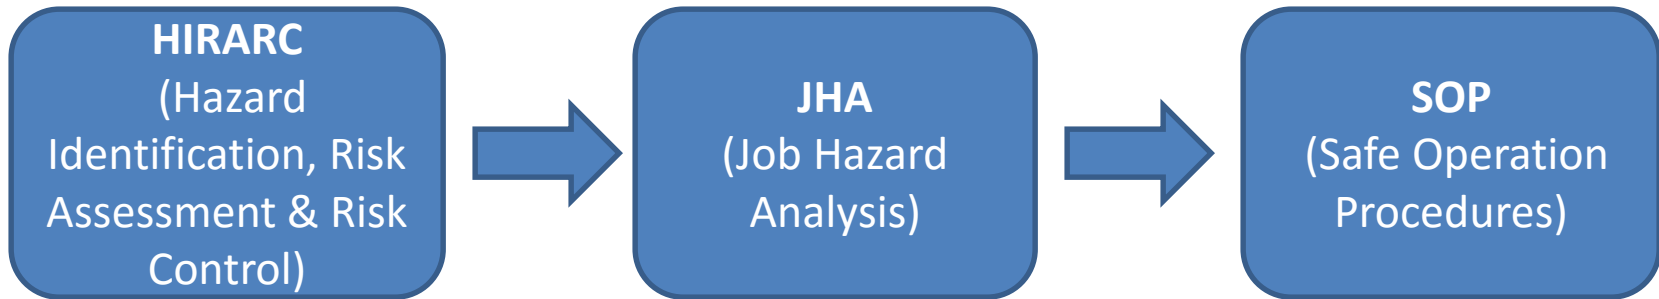 HIRARC
(Hazard
Identification, Risk
Assessment & Risk
Control)
JHA
(Job Hazard
Analysis)
SOP
(Safe Operation
Procedures)